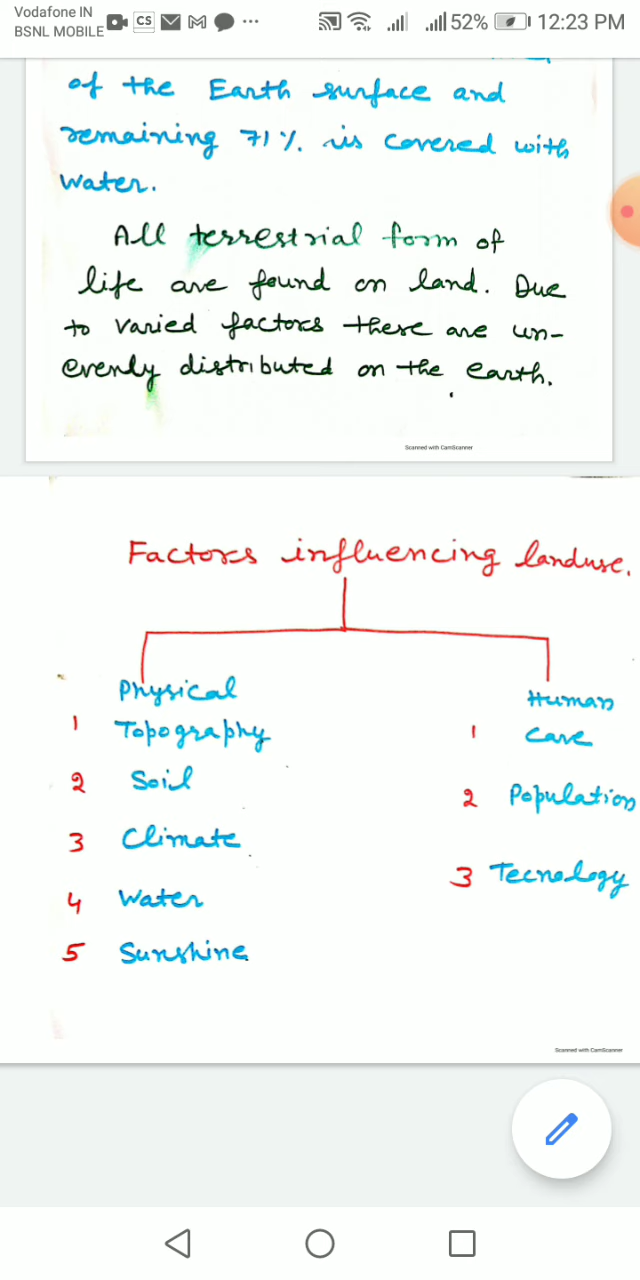 Vodafone IN
BSNL MOBILE CS M ... 52% 12:23 PM
of the Earth surface and
remaining 71%. is covered with
water.
All terrestrial form of
life are found on land. Due
to varied factors there are un-
evenly distributed on the earth.
Scanned with CamScanner
Factors influencing landuse.
Physical
1 Topography
2 Soil
3 Climate
4 Water
5 Sunshine
Human
1 Care
2 Population
3 Tecnology
Scanned with CamScanner